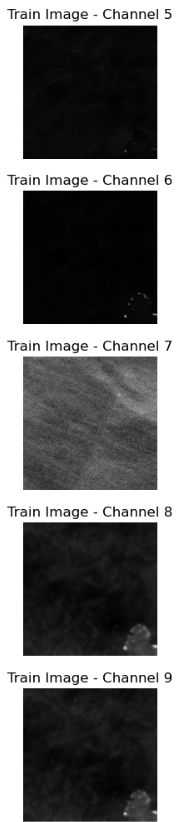 Train Image - Channel 5
Train Image - Channel 6
Train Image - Channel 7
Train Image - Channel 8
Train Image - Channel 9